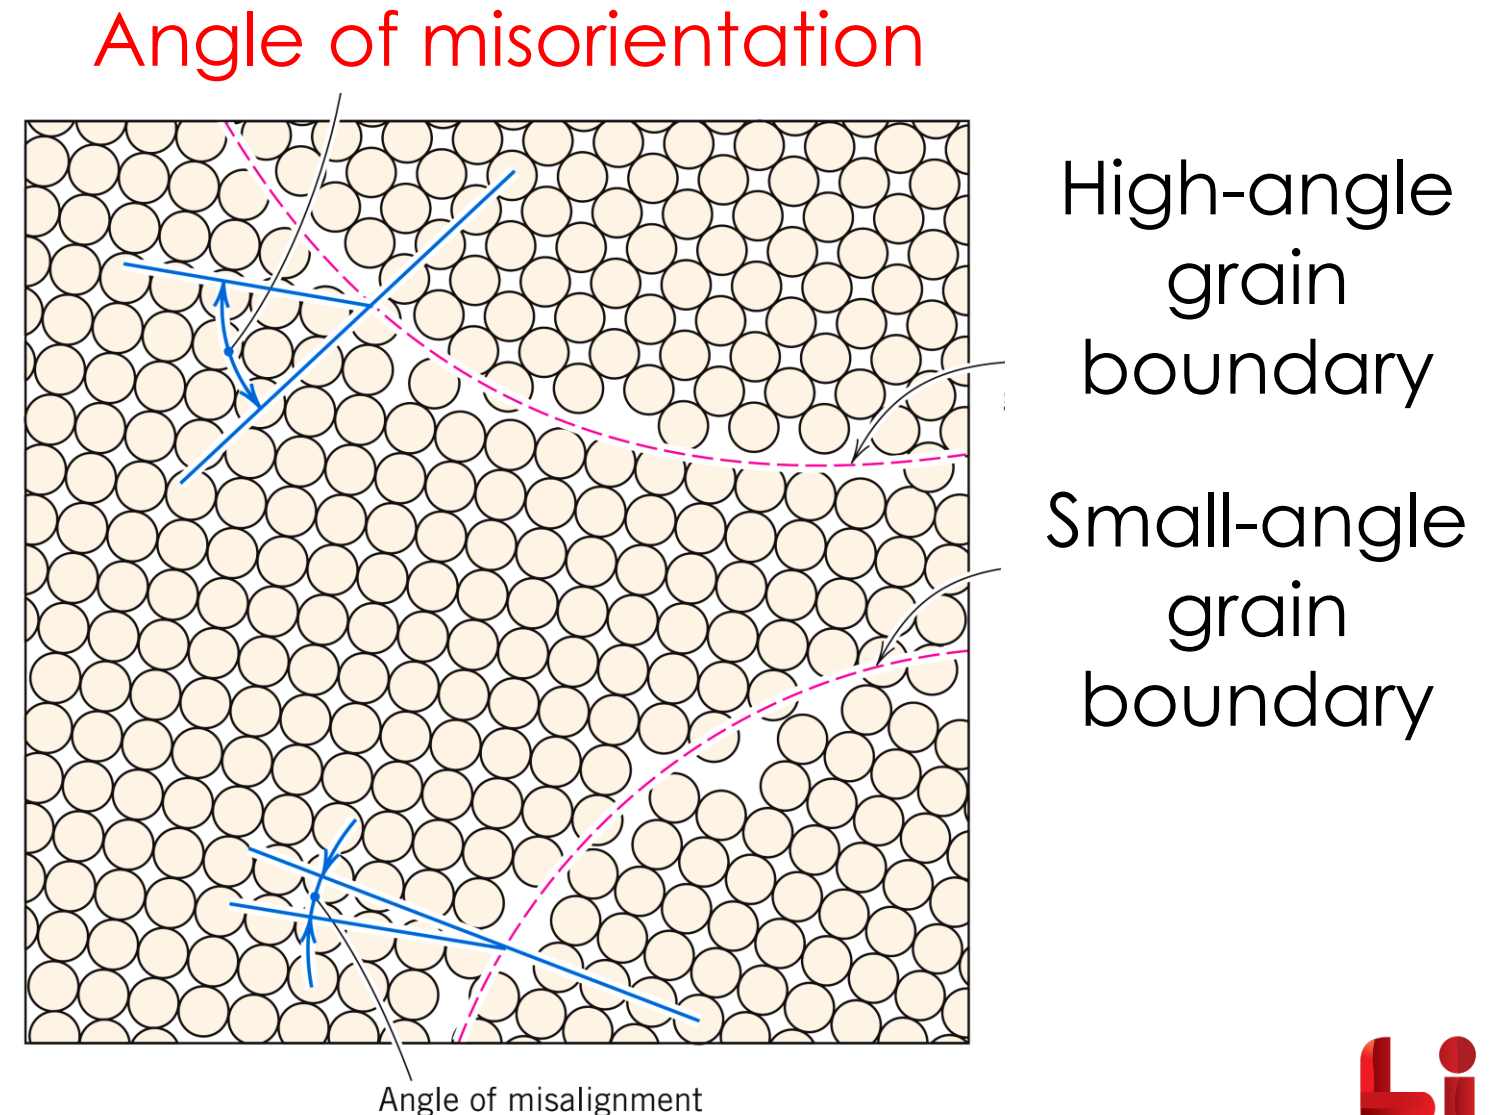 Angle of misorientation
High-angle
grain
boundary
Small-angle
grain
boundary
Angle of misalignment
Li